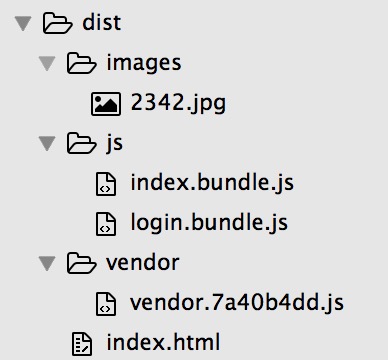 dist
images
2342.jpg
js
index.bundle.js
login.bundle.js
vendor
vendor.7a40b4dd.js
index.html